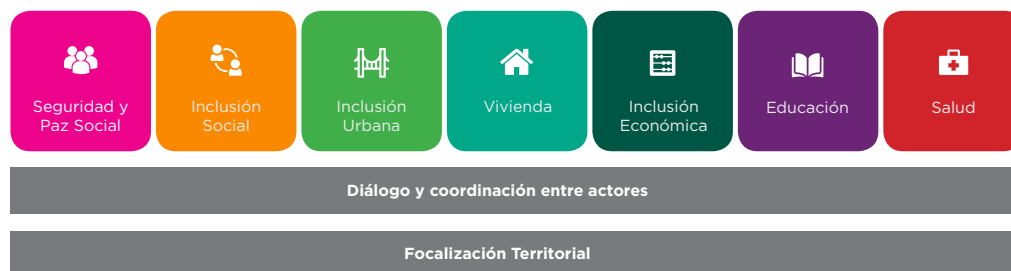 Seguridad y
Paz Social
Inclusión
Social
Inclusión
Urbana
Vivienda
Inclusión
Económica
Educación
Salud
Diálogo y coordinación entre actores
Focalización Territorial